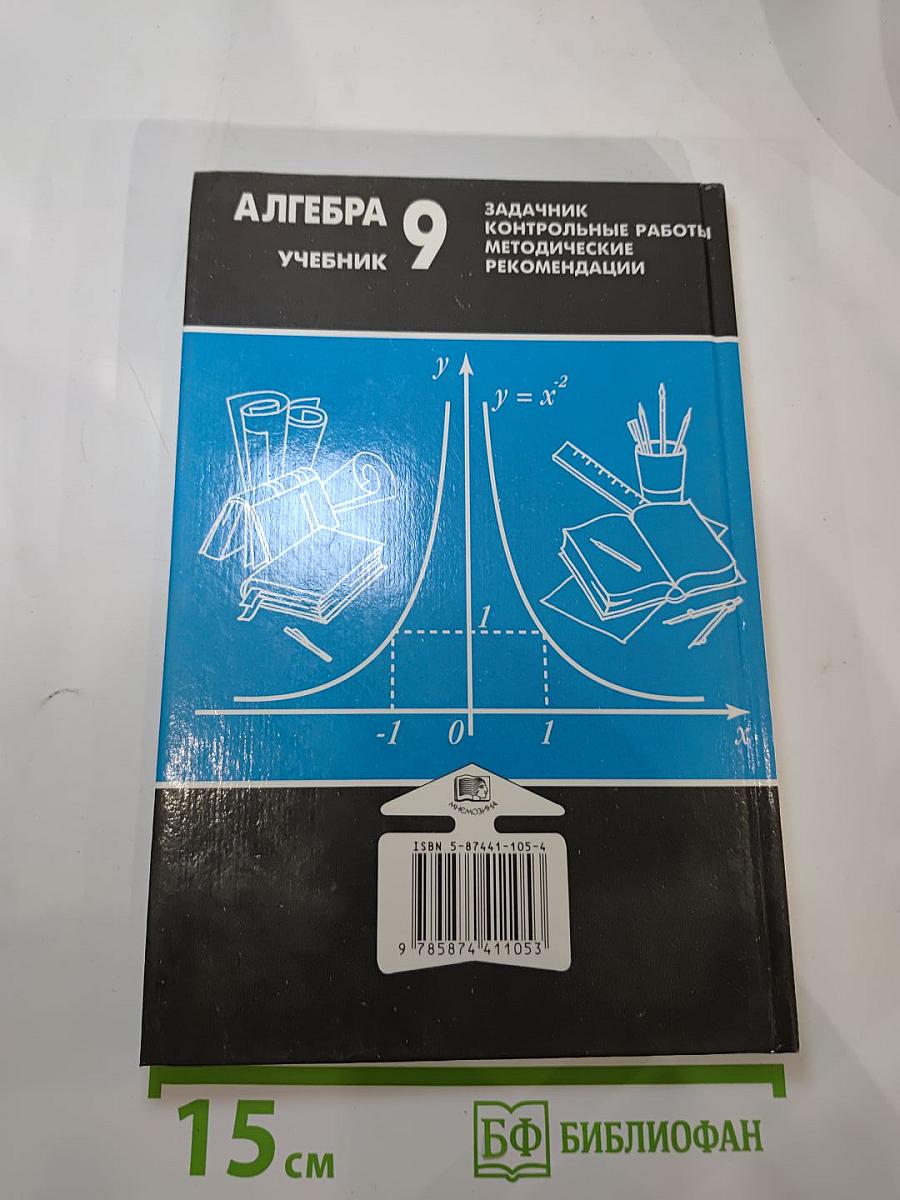 АЛГЕБРА
УЧЕБНИК
9
ЗАДАЧНИК
КОНТРОЛЬНЫЕ РАБОТЫ
МЕТОДИЧЕСКИЕ
РЕКОМЕНДАЦИИ
y
y = x⁻²
1
-1 0 1 x
МНЕМОЗИНА
ISBN 5-87441-105-4
9 785874 411053
15 см
БФ БИБЛИОФАН